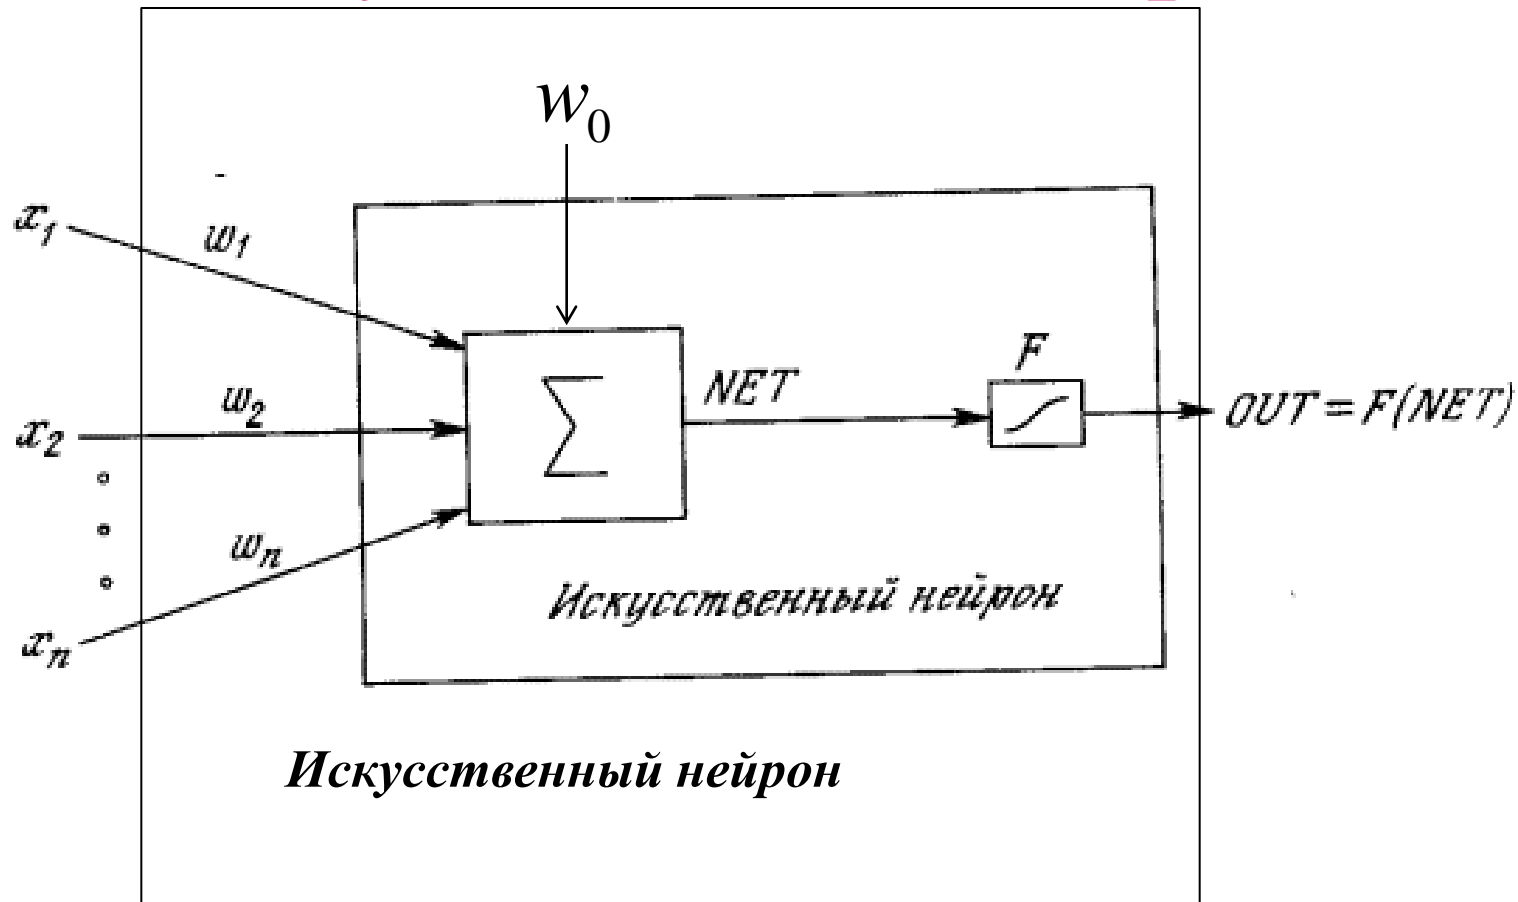 w₀
x₁
w₁
F
NET
w₂
OUT = F(NET)
x₂
Σ
wₙ
Искусственный нейрон
xₙ
Искусственный нейрон